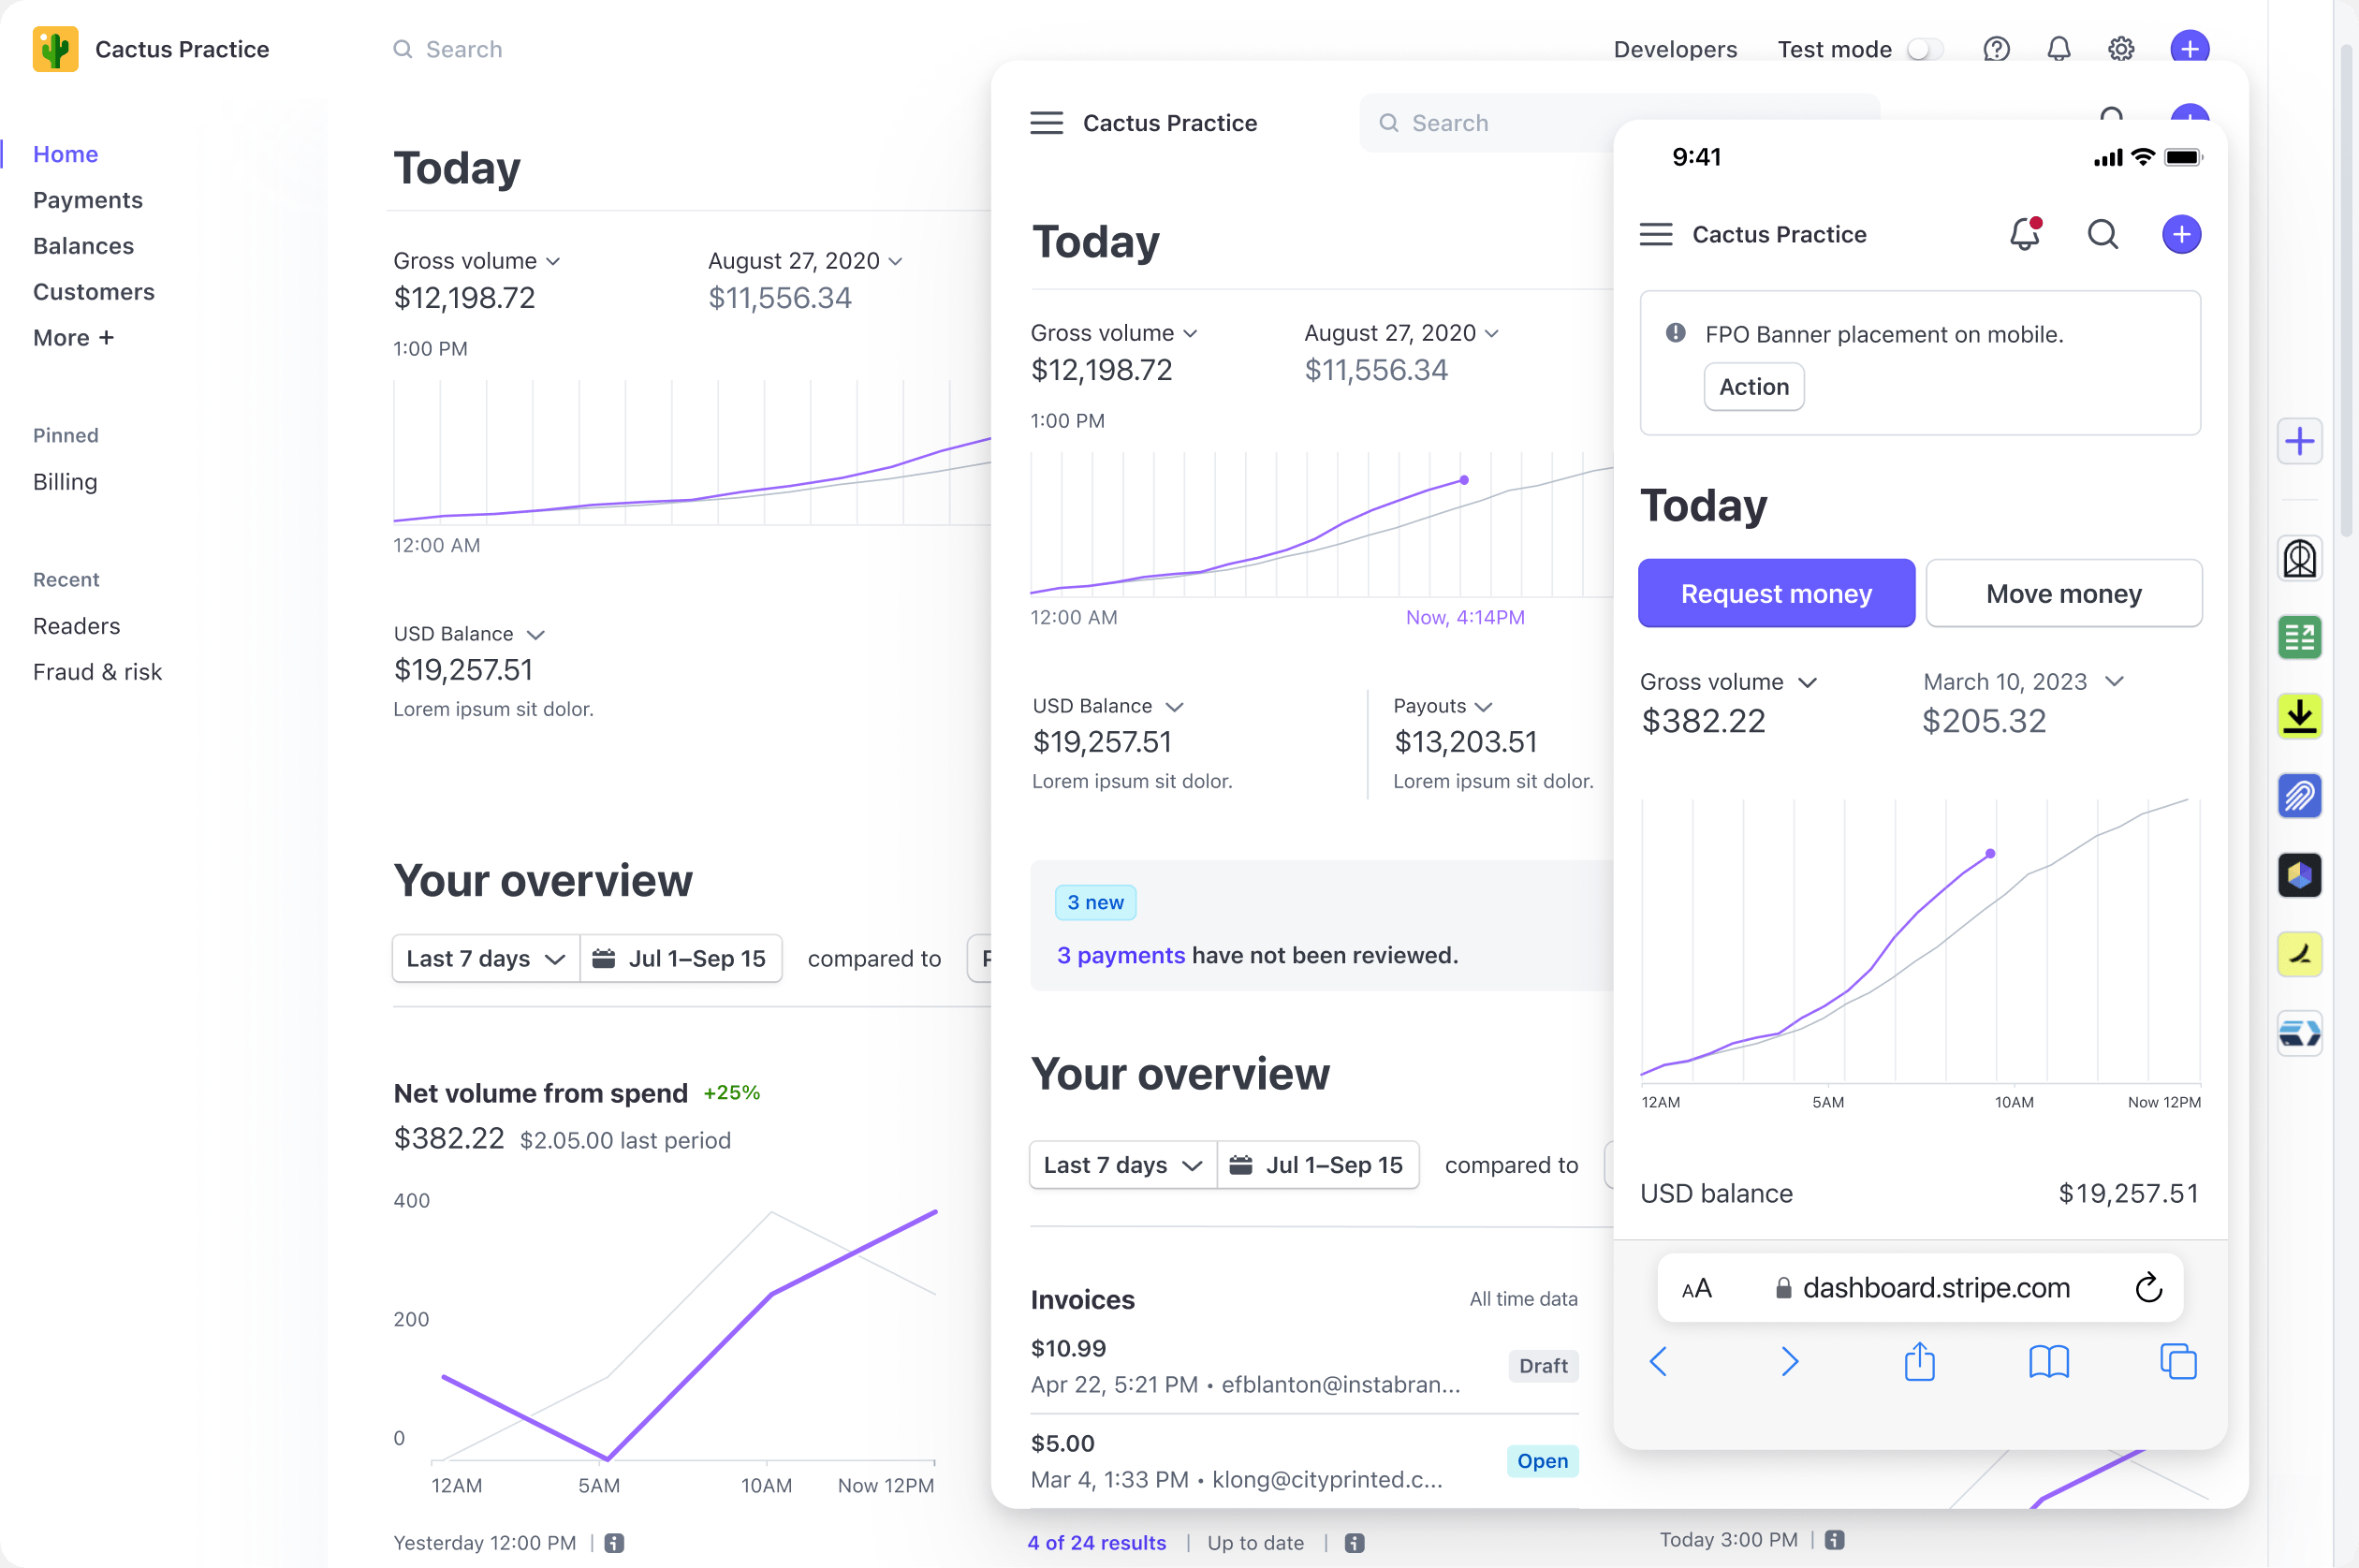 Cactus Practice
Search
Developers
Test mode
Home
Payments
Balances
Customers
More +
Pinned
Billing
Recent
Readers
Fraud & risk
Today
Gross volume
$12,198.72
August 27, 2020
$11,556.34
1:00 PM
12:00 AM
USD Balance
$19,257.51
Lorem ipsum sit dolor.
Your overview
Last 7 days
Jul 1–Sep 15
compared to
Net volume from spend +25%
$382.22 $2.05.00 last period
400
200
0
12AM 5AM 10AM Now 12PM
Yesterday 12:00 PM
Cactus Practice
Search
Today
Gross volume
$12,198.72
August 27, 2020
$11,556.34
1:00 PM
12:00 AM
Now, 4:14PM
USD Balance
$19,257.51
Lorem ipsum sit dolor.
Payouts
$13,203.51
Lorem ipsum sit dolor.
3 new
3 payments have not been reviewed.
Your overview
Last 7 days
Jul 1–Sep 15
compared to
Invoices
All time data
$10.99
Apr 22, 5:21 PM • efblanton@instabran...
Draft
$5.00
Mar 4, 1:33 PM • klong@cityprinted.c...
Open
4 of 24 results
Up to date
9:41
Cactus Practice
FPO Banner placement on mobile.
Action
Today
Request money
Move money
Gross volume
$382.22
March 10, 2023
$205.32
12AM 5AM 10AM Now 12PM
USD balance
$19,257.51
AA
dashboard.stripe.com
Today 3:00 PM